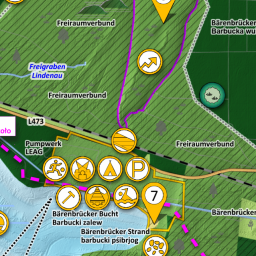 Freiraumverbund
Bärenbrücker
Barbucka wu
Freigraben
Lindenau
Freiraumverbund
L473
Pumpwerk
LEAG
Freiraumverbund
P
7
Bärenbrücker Bucht
Barbucki zalew
Bärenbrücker
Bärenbrücker Strand
barbucki psibrjog